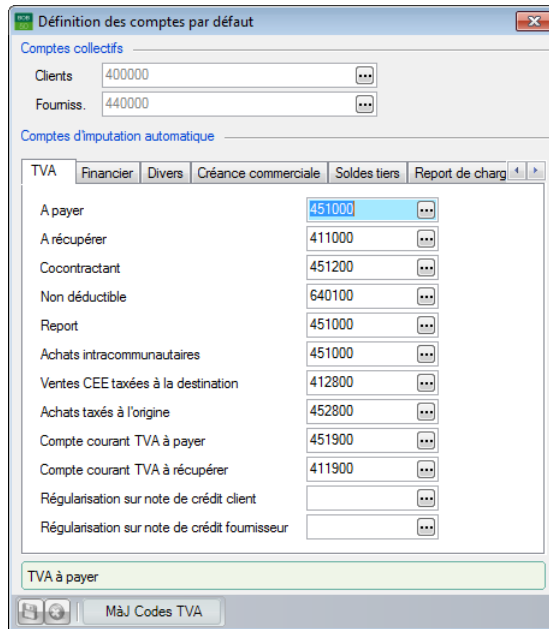 Définition des comptes par défaut
Comptes collectifs
Clients 400000
Fourniss. 440000
Comptes d'imputation automatique
TVA Financier Divers Créance commerciale Soldes tiers Report de charg
A payer 451000
A récupérer 411000
Cocontractant 451200
Non déductible 640100
Report 451000
Achats intracommunautaires 451000
Ventes CEE taxées à la destination 412800
Achats taxés à l'origine 452800
Compte courant TVA à payer 451900
Compte courant TVA à récupérer 411900
Régularisation sur note de crédit client
Régularisation sur note de crédit fournisseur
TVA à payer
MàJ Codes TVA